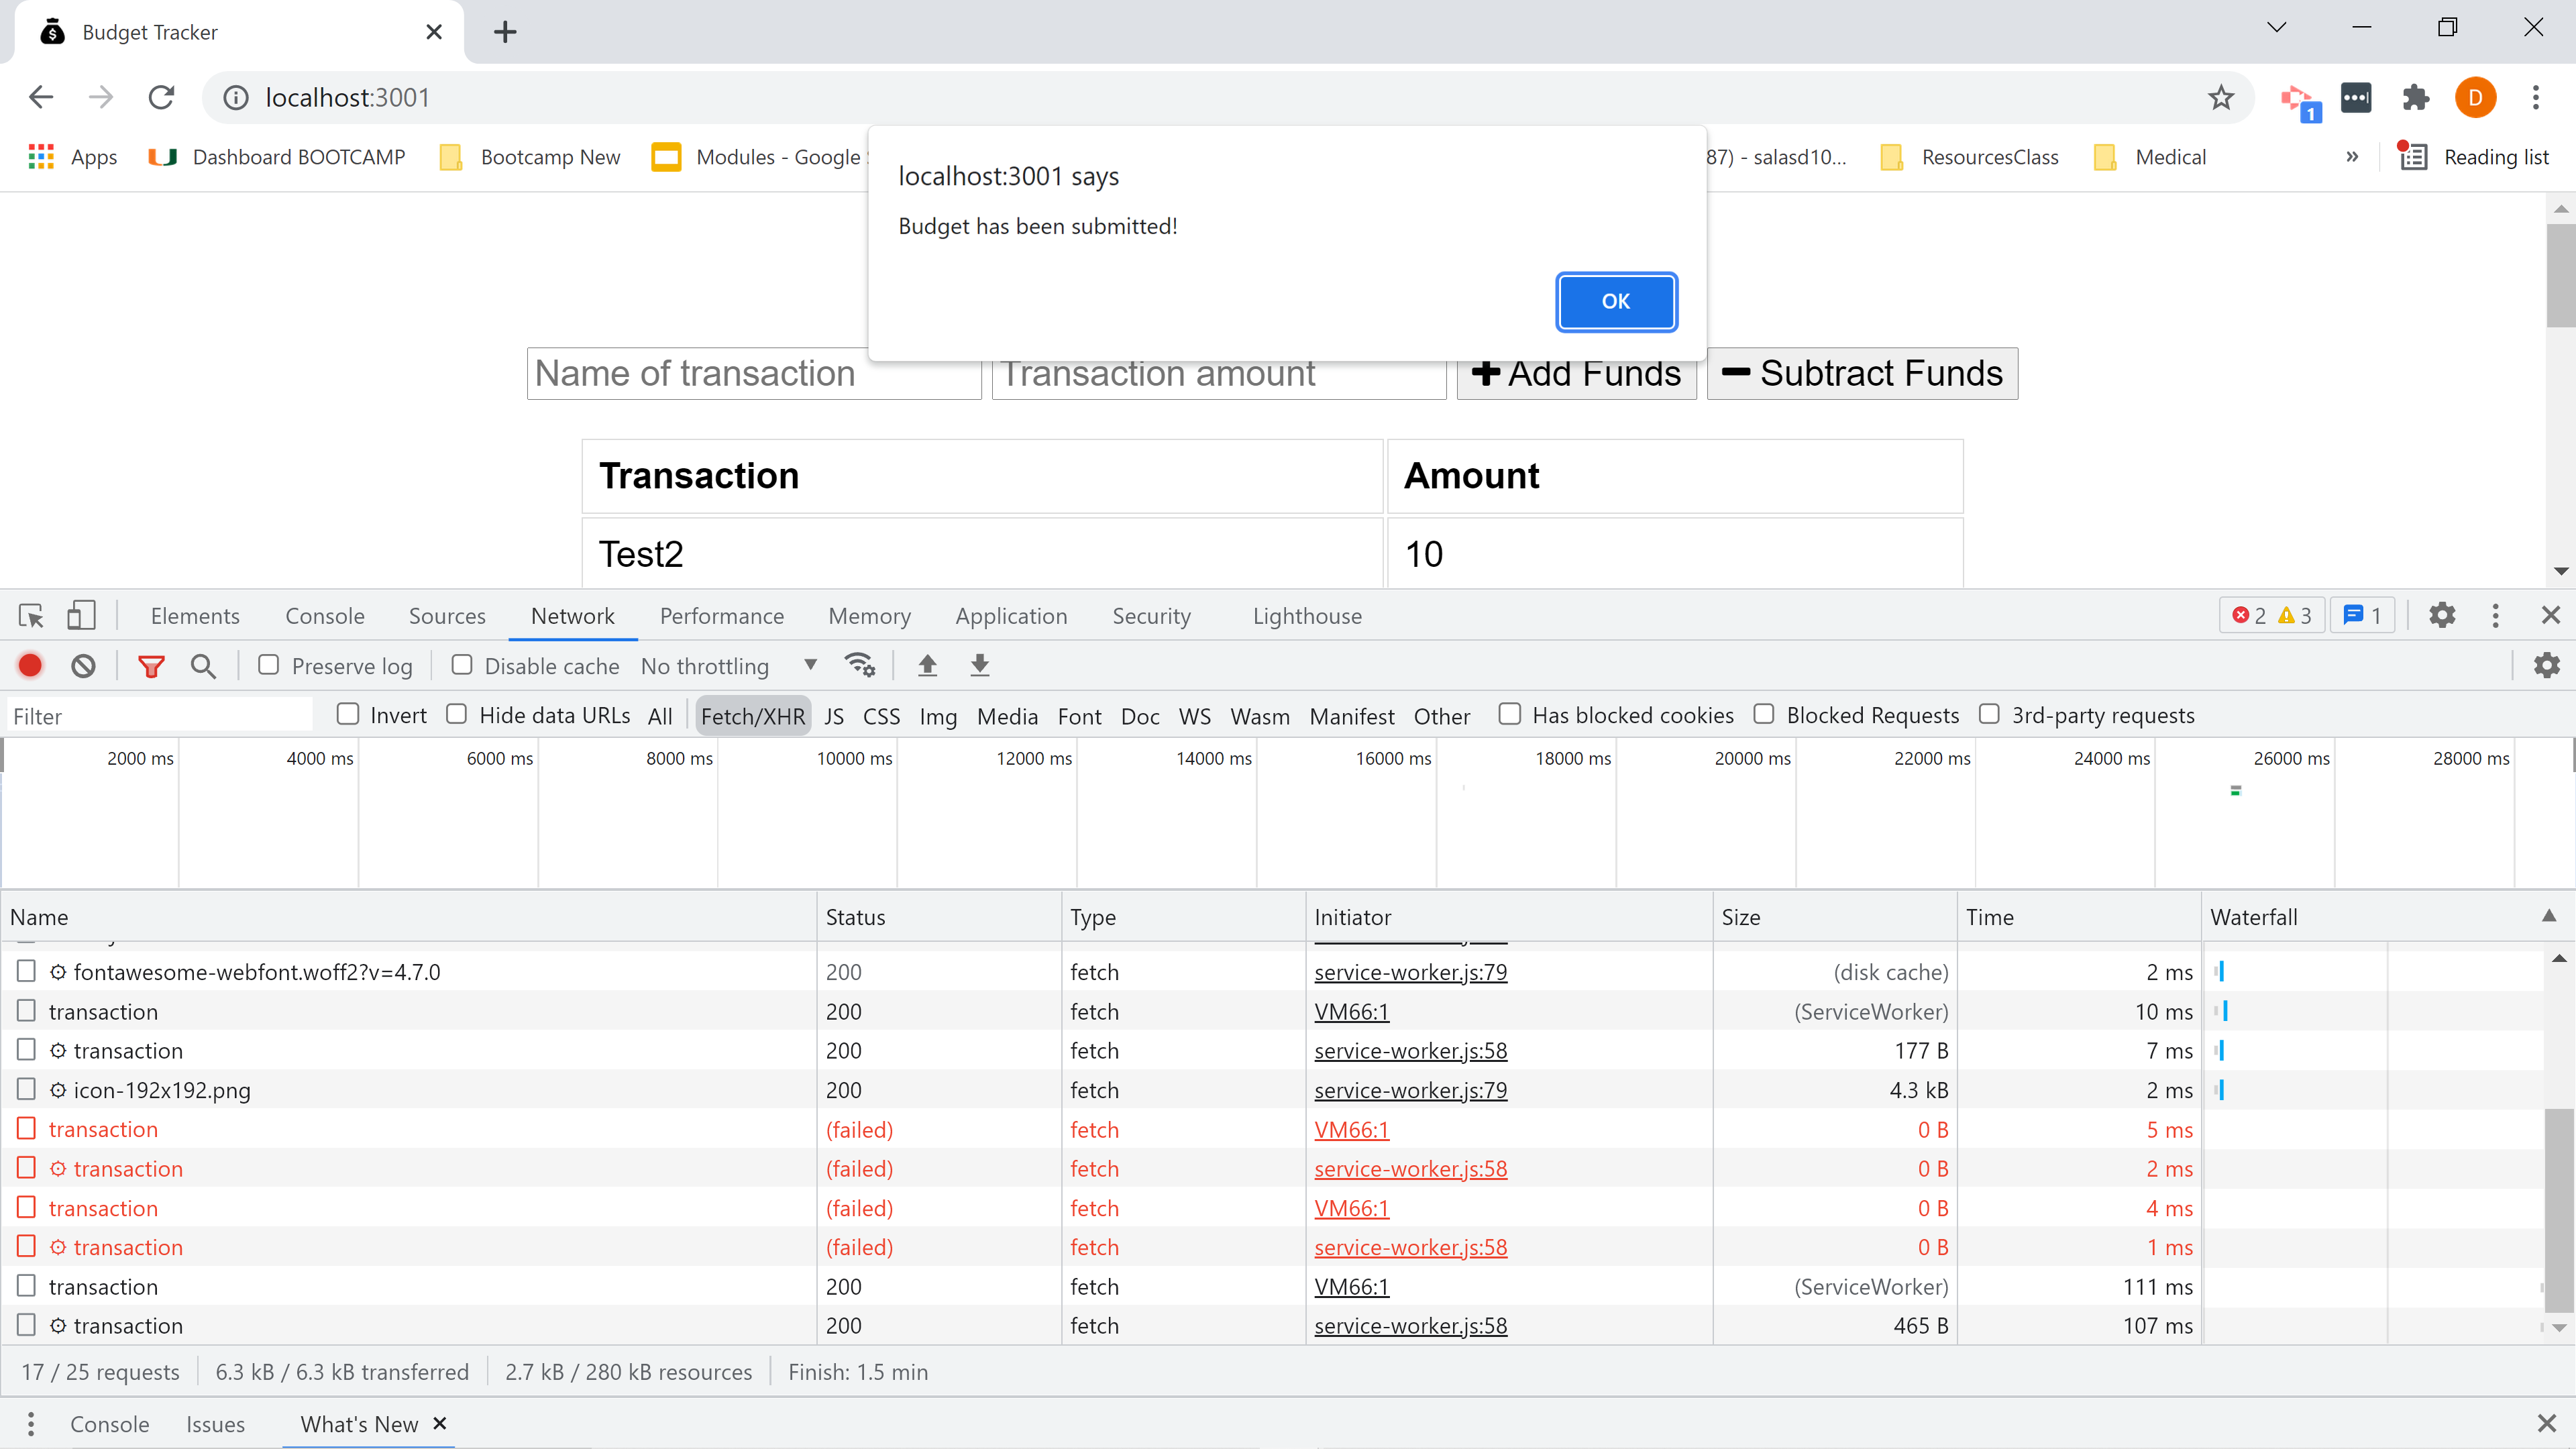 Budget Tracker
localhost:3001
1
D
Apps
Dashboard BOOTCAMP
Bootcamp New
Modules - Google
87) - salasd10...
ResourcesClass
Medical
»
Reading list
localhost:3001 says
Budget has been submitted!
OK
Name of transaction
Transaction amount
Add Funds
Subtract Funds
Transaction Amount
Test2 10
Elements Console Sources Network Performance Memory Application Security Lighthouse
2 3 1
Preserve log Disable cache No throttling
Filter Invert Hide data URLs All Fetch/XHR JS CSS Img Media Font Doc WS Wasm Manifest Other Has blocked cookies Blocked Requests 3rd-party requests
2000 ms 4000 ms 6000 ms 8000 ms 10000 ms 12000 ms 14000 ms 16000 ms 18000 ms 20000 ms 22000 ms 24000 ms 26000 ms 28000 ms
Name Status Type Initiator Size Time Waterfall
fontawesome-webfont.woff2?v=4.7.0 200 fetch service-worker.js:79 (disk cache) 2 ms
transaction 200 fetch VM66:1 (ServiceWorker) 10 ms
transaction 200 fetch service-worker.js:58 177 B 7 ms
icon-192x192.png 200 fetch service-worker.js:79 4.3 kB 2 ms
transaction (failed) fetch VM66:1 0 B 5 ms
transaction (failed) fetch service-worker.js:58 0 B 2 ms
transaction (failed) fetch VM66:1 0 B 4 ms
transaction (failed) fetch service-worker.js:58 0 B 1 ms
transaction 200 fetch VM66:1 (ServiceWorker) 111 ms
transaction 200 fetch service-worker.js:58 465 B 107 ms
17 / 25 requests 6.3 kB / 6.3 kB transferred 2.7 kB / 280 kB resources Finish: 1.5 min
Console Issues What's New